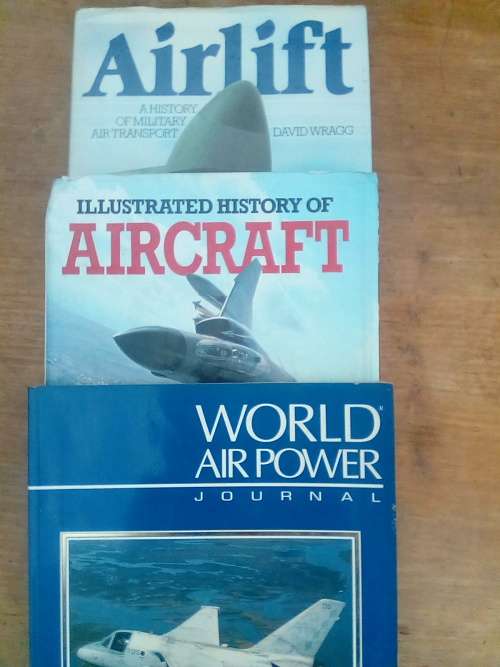 Airlift
A HISTORY
OF MILITARY
AIR TRANSPORT
DAVID WRAGG
ILLUSTRATED HISTORY OF
AIRCRAFT
WORLD
AIR POWER
JOURNAL